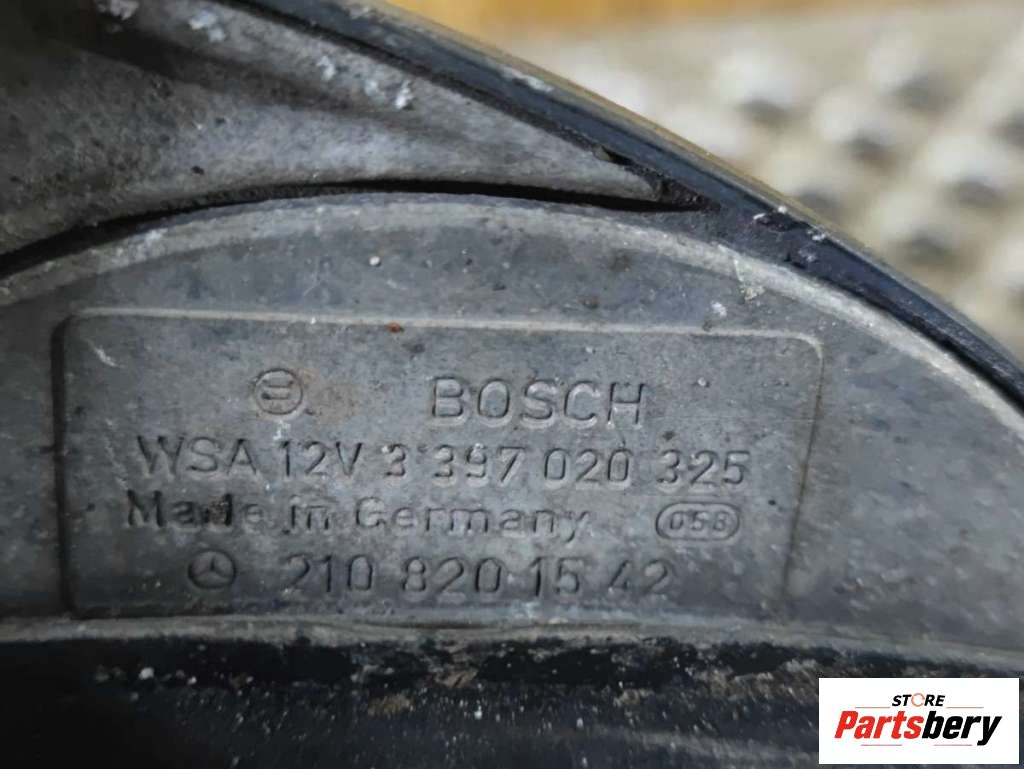 BOSCH
WSA 12V 3 397 020 325
Made in Germany 058
210 820 15 42
STORE
Partsbery